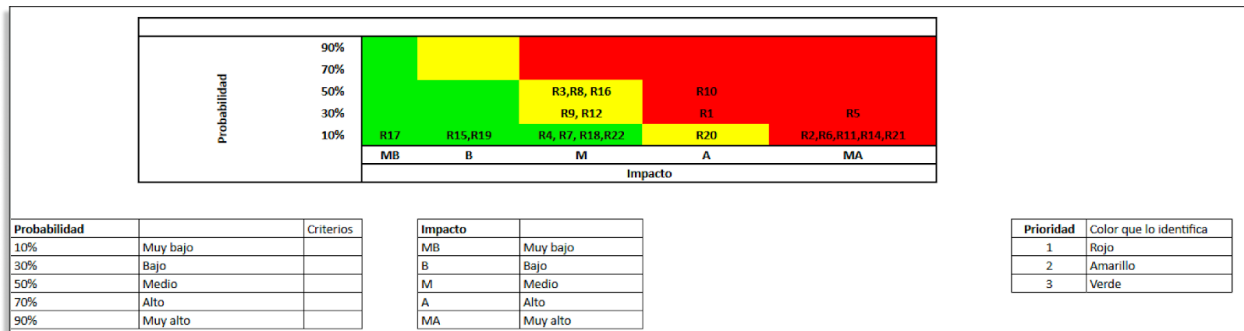 90%
70%
Probabilidad
50% R3,R8, R16 R10
30% R9, R12 R1 R5
10% R17 R15,R19 R4, R7, R18,R22 R20 R2,R6,R11,R14,R21
MB B M A MA
Impacto
Probabilidad Criterios
10% Muy bajo
30% Bajo
50% Medio
70% Alto
90% Muy alto
Impacto
MB Muy bajo
B Bajo
M Medio
A Alto
MA Muy alto
Prioridad Color que lo identifica
1 Rojo
2 Amarillo
3 Verde